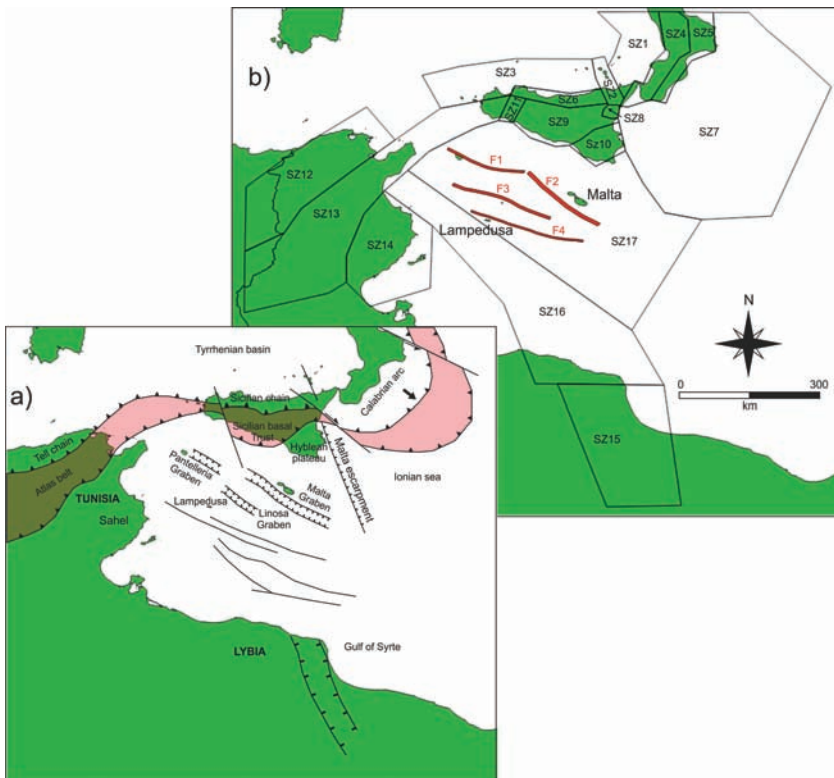 b)
SZ1
SZ4
SZ5
SZ3
SZ2
SZ6
SZ11
SZ9
SZ8
SZ7
Sz10
SZ12
SZ13
SZ14
F1
F2
F3
F4
Malta
Lampedusa
SZ17
SZ16
SZ15
N
0 300
km
a)
Tyrrhenian basin
Calabrian arc
Sicilian chain
Sicilian basal
Trust
Hyblean
plateau
Tell chain
Atlas belt
Ionian sea
Malta escarpment
Pantelleria
Graben
Malta
Graben
TUNISIA
Lampedusa
Linosa
Graben
Sahel
LYBIA
Gulf of Syrte